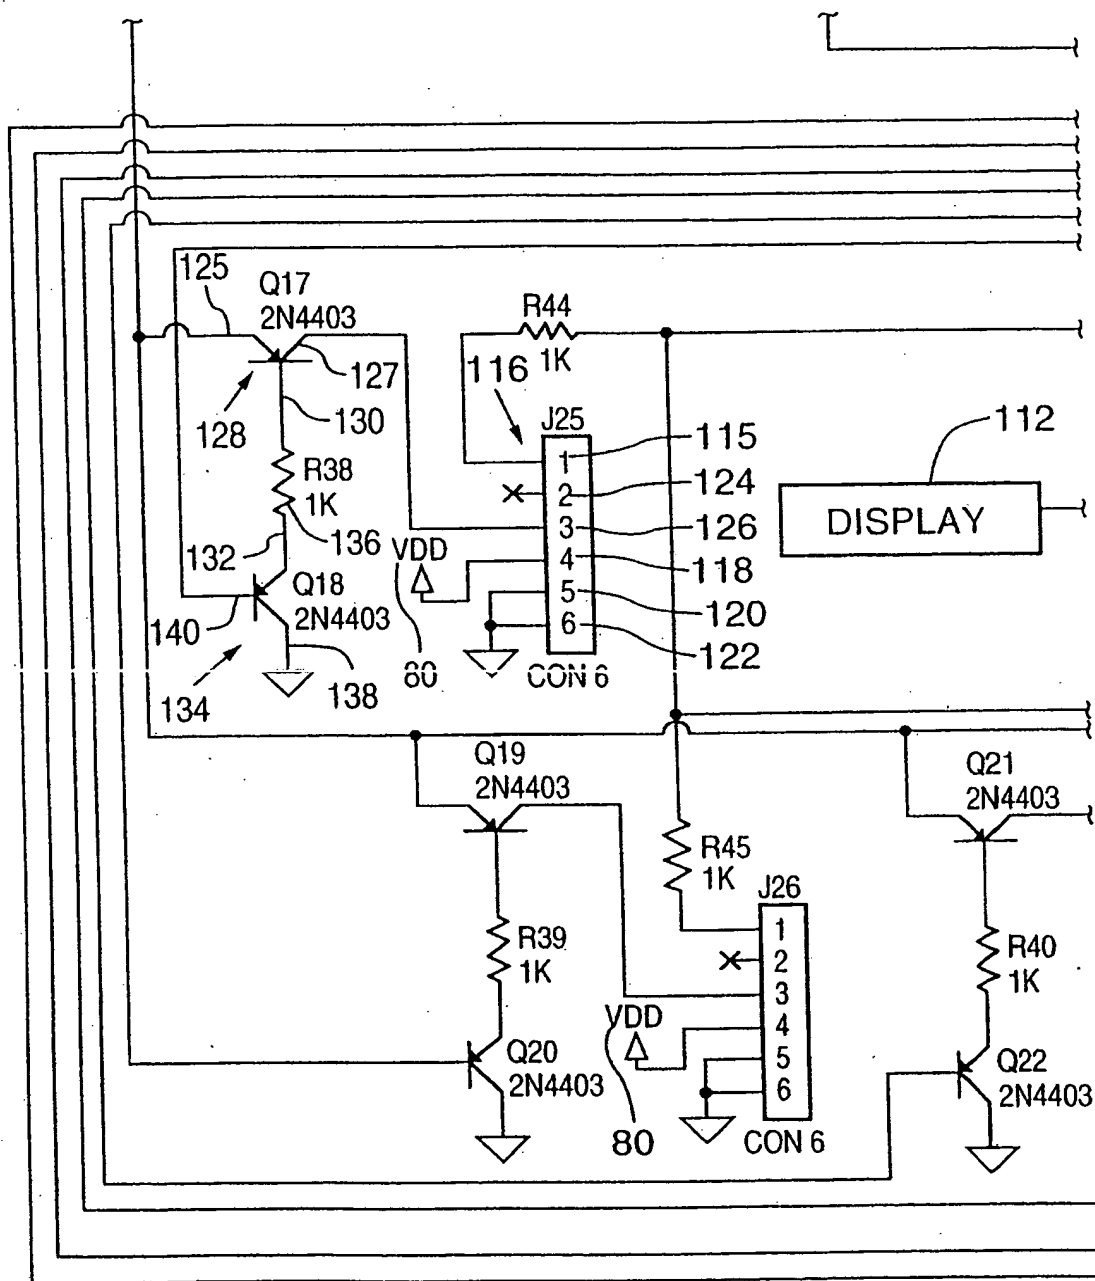 125
Q17
2N4403
127
128
130
R38
1K
136
132
Q18
2N4403
140
134
138
R44
1K
116
J25
1
2
3
4
5
6
115
124
126
118
120
122
VDD
80
CON 6
112
DISPLAY
Q19
2N4403
R39
1K
Q20
2N4403
R45
1K
J26
1
2
3
4
5
6
VDD
80
CON 6
Q21
2N4403
R40
1K
Q22
2N4403